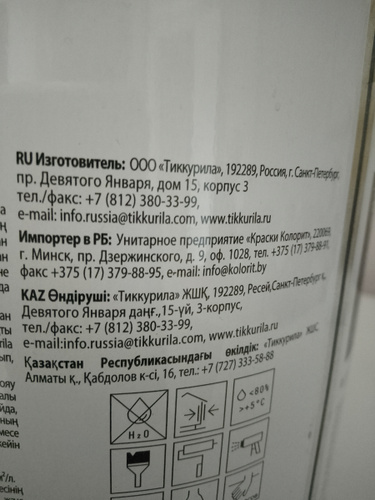 RU Изготовитель: ООО «Тиккурила», 192289, Россия, г. Санкт-Петербург,
пр. Девятого Января, дом 15, корпус 3
тел./факс: +7 (812) 380-33-99,
e-mail: info.russia@tikkurila.com, www.tikkurila.ru
Импортер в РБ: Унитарное предприятие «Краски Колорит», 220069,
г. Минск, пр. Дзержинского, д. 9, оф. 1028, тел. +375 (17) 379-88-91,
факс +375 (17) 379-88-95, e-mail: info@kolorit.by
KAZ Өндіруші: «Тиккурила» ЖШҚ, 192289, Ресей, Санкт-Петербург қ.,
Девятого Января даңғ., 15-үй, 3-корпус,
тел./факс: +7 (812) 380-33-99,
e-mail:info.russia@tikkurila.com, www.tikkurila.ru
Қазақстан Республикасындағы өкілдік: «Тиккурила» ЖШС,
Алматы қ., Қабдолов к-сі, 16, тел.: +7 (727) 333-58-88
H₂O
<80%
>+5°C